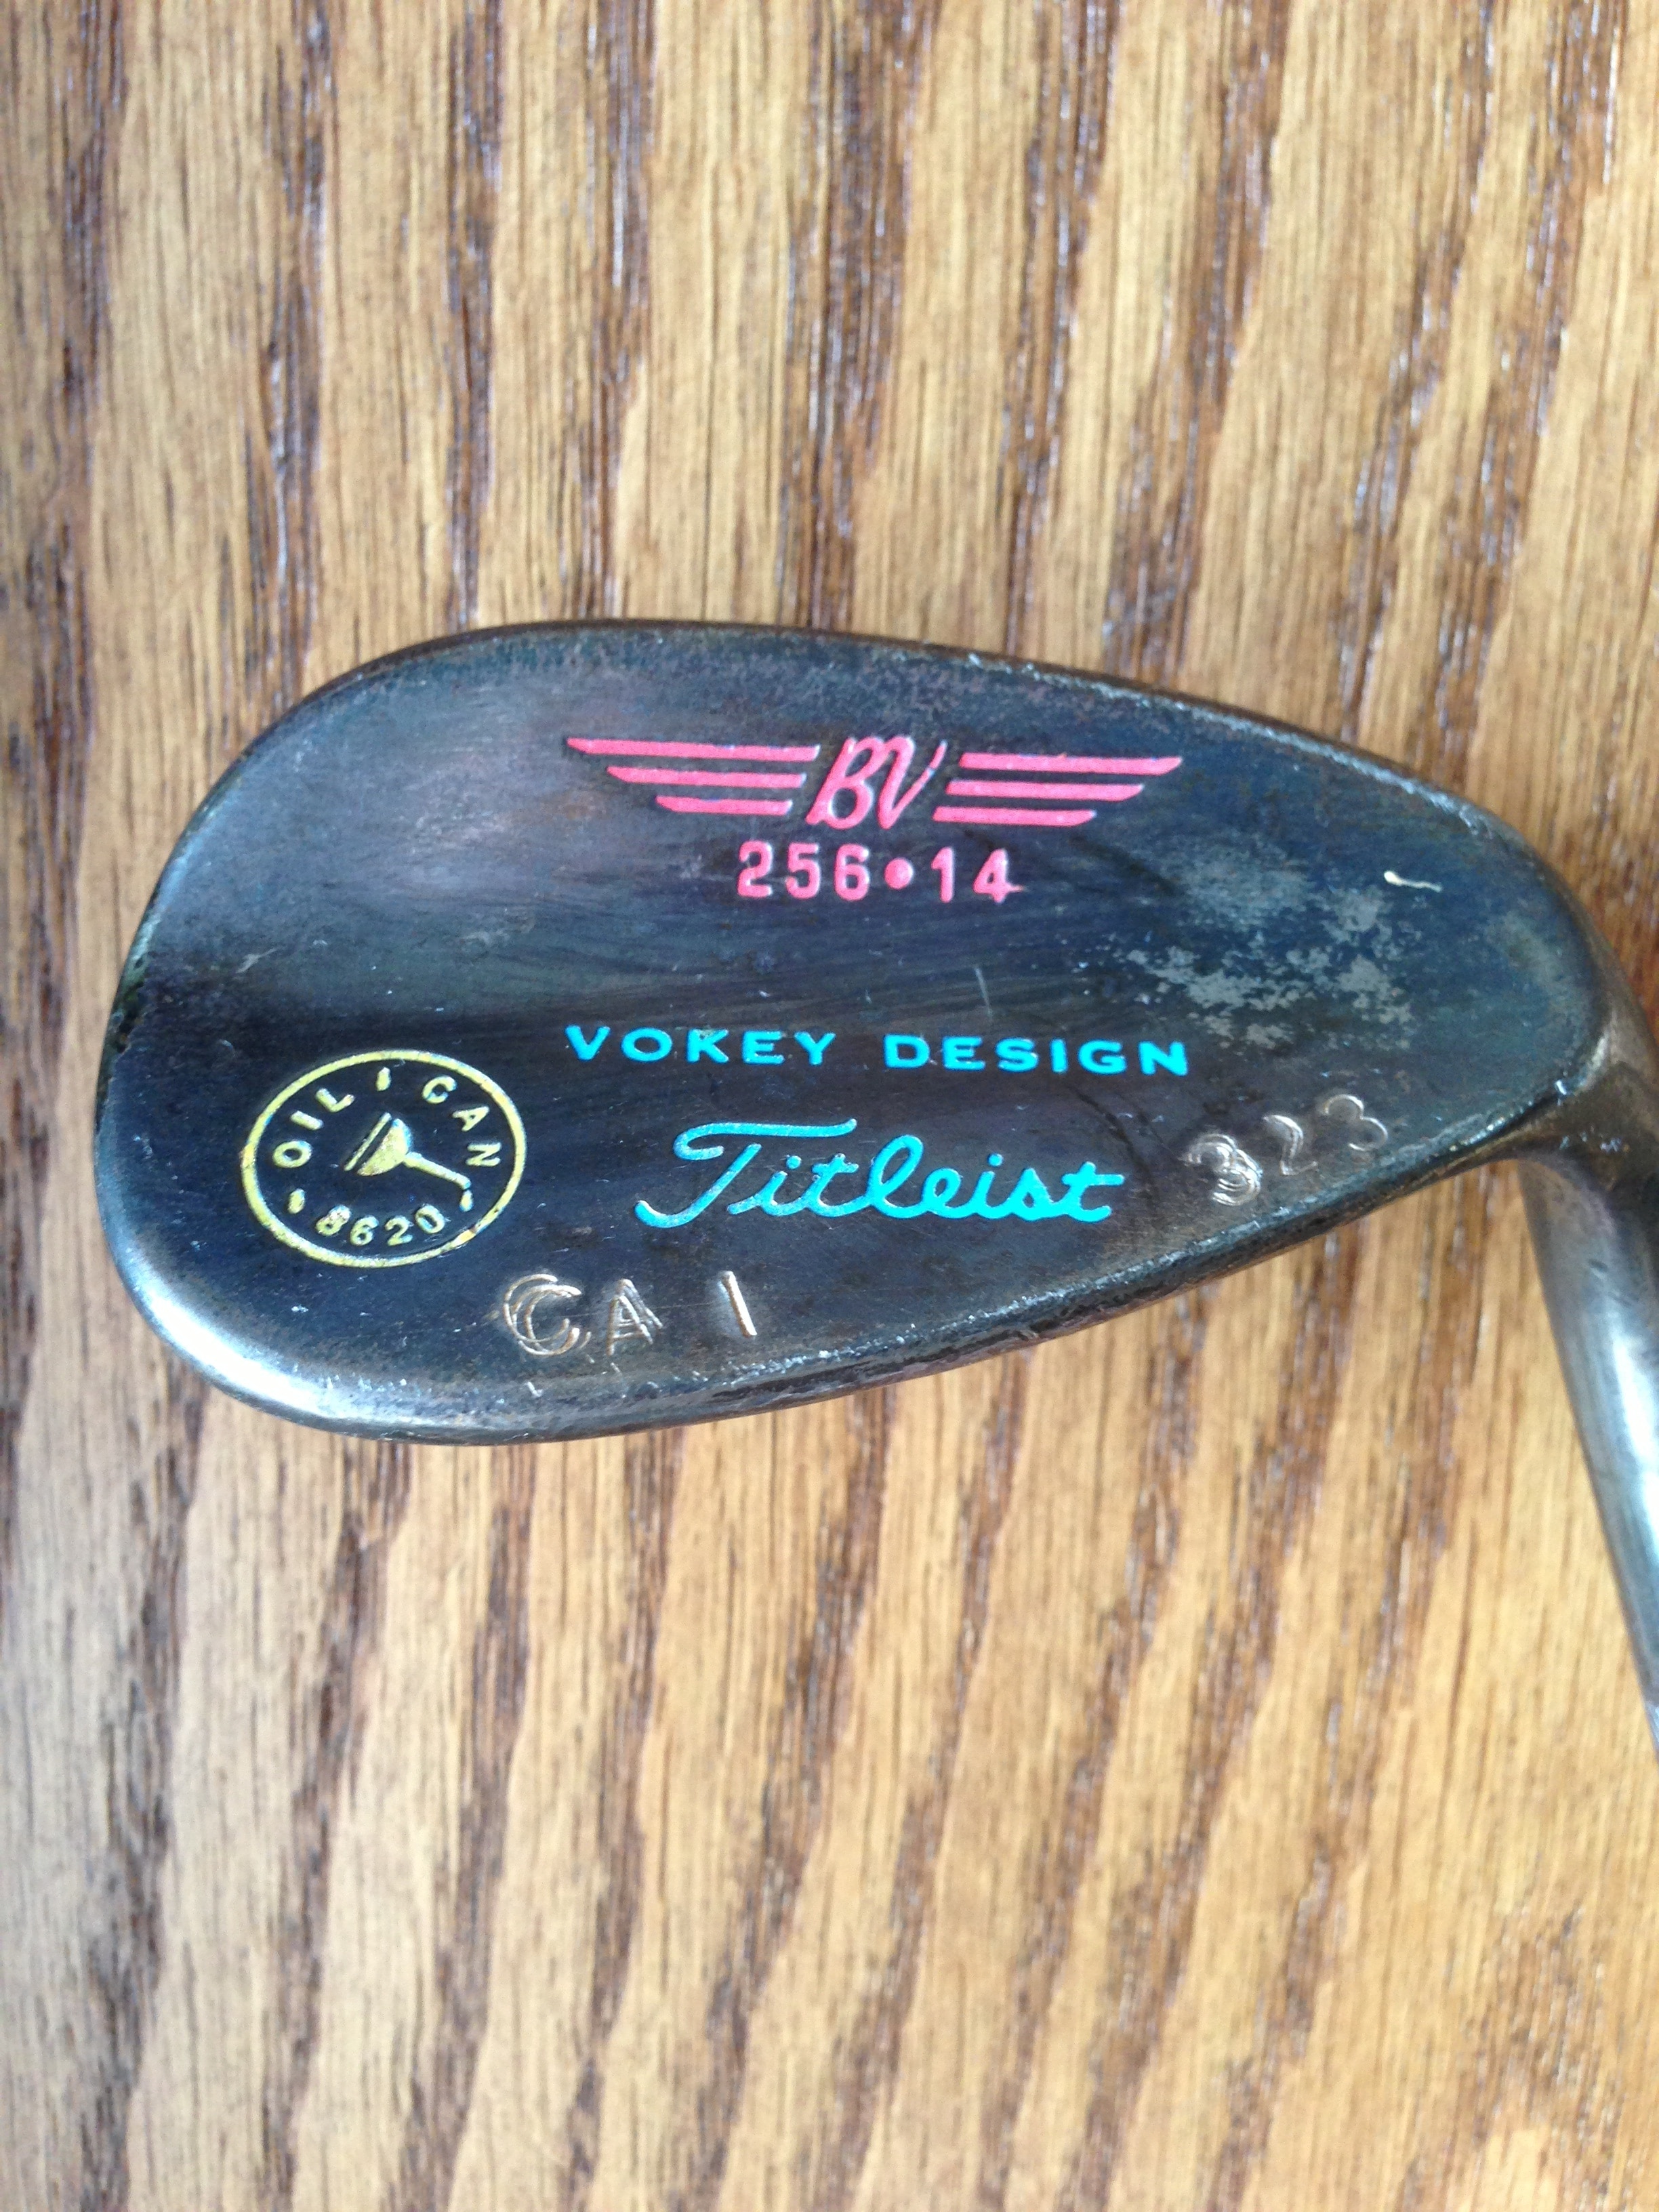 BV
256•14
VOKEY DESIGN
Titleist
323
OIL CAN
8620
CA 1